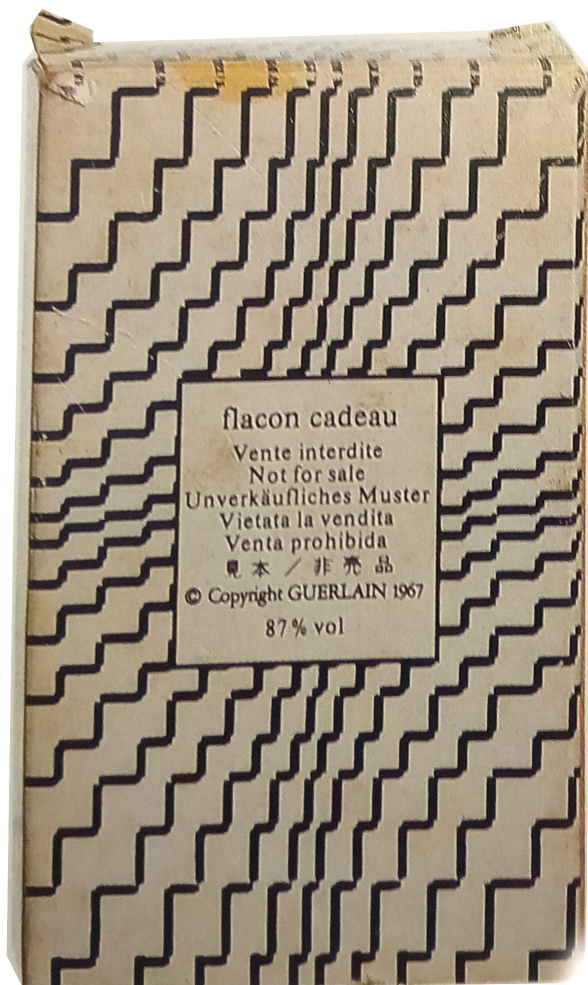 flacon cadeau
Vente interdite
Not for sale
Unverkäufliches Muster
Vietata la vendita
Venta prohibida
見 本 / 非 売 品
© Copyright GUERLAIN 1967
87% vol